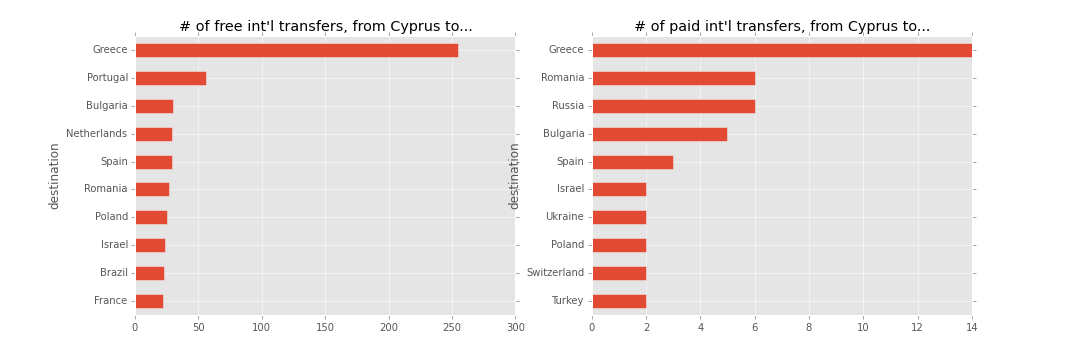 # of free int'l transfers, from Cyprus to...
destination
Greece
Portugal
Bulgaria
Netherlands
Spain
Romania
Poland
Israel
Brazil
France
0 50 100 150 200 250 300
# of paid int'l transfers, from Cyprus to...
destination
Greece
Romania
Russia
Bulgaria
Spain
Israel
Ukraine
Poland
Switzerland
Turkey
0 2 4 6 8 10 12 14